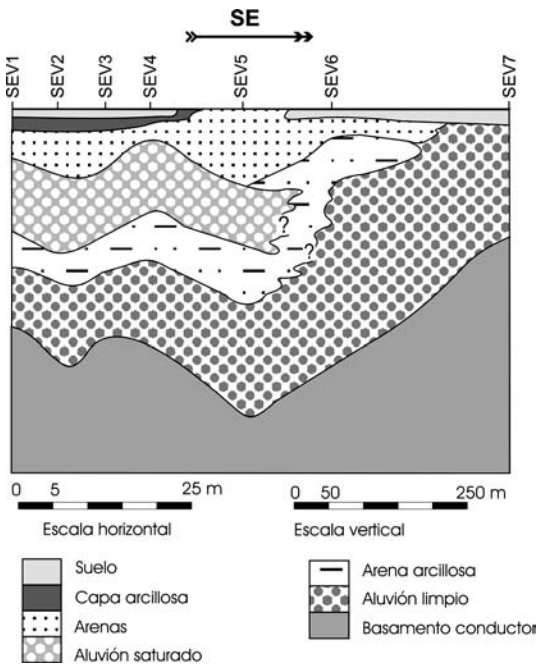 SE
SEV1 SEV2 SEV3 SEV4 SEV5 SEV6 SEV7
?
?
0 5 25 m
Escala horizontal
0 50 250 m
Escala vertical
Suelo
Capa arcillosa
Arenas
Aluvión saturado
Arena arcillosa
Aluvión limpio
Basamento conductor